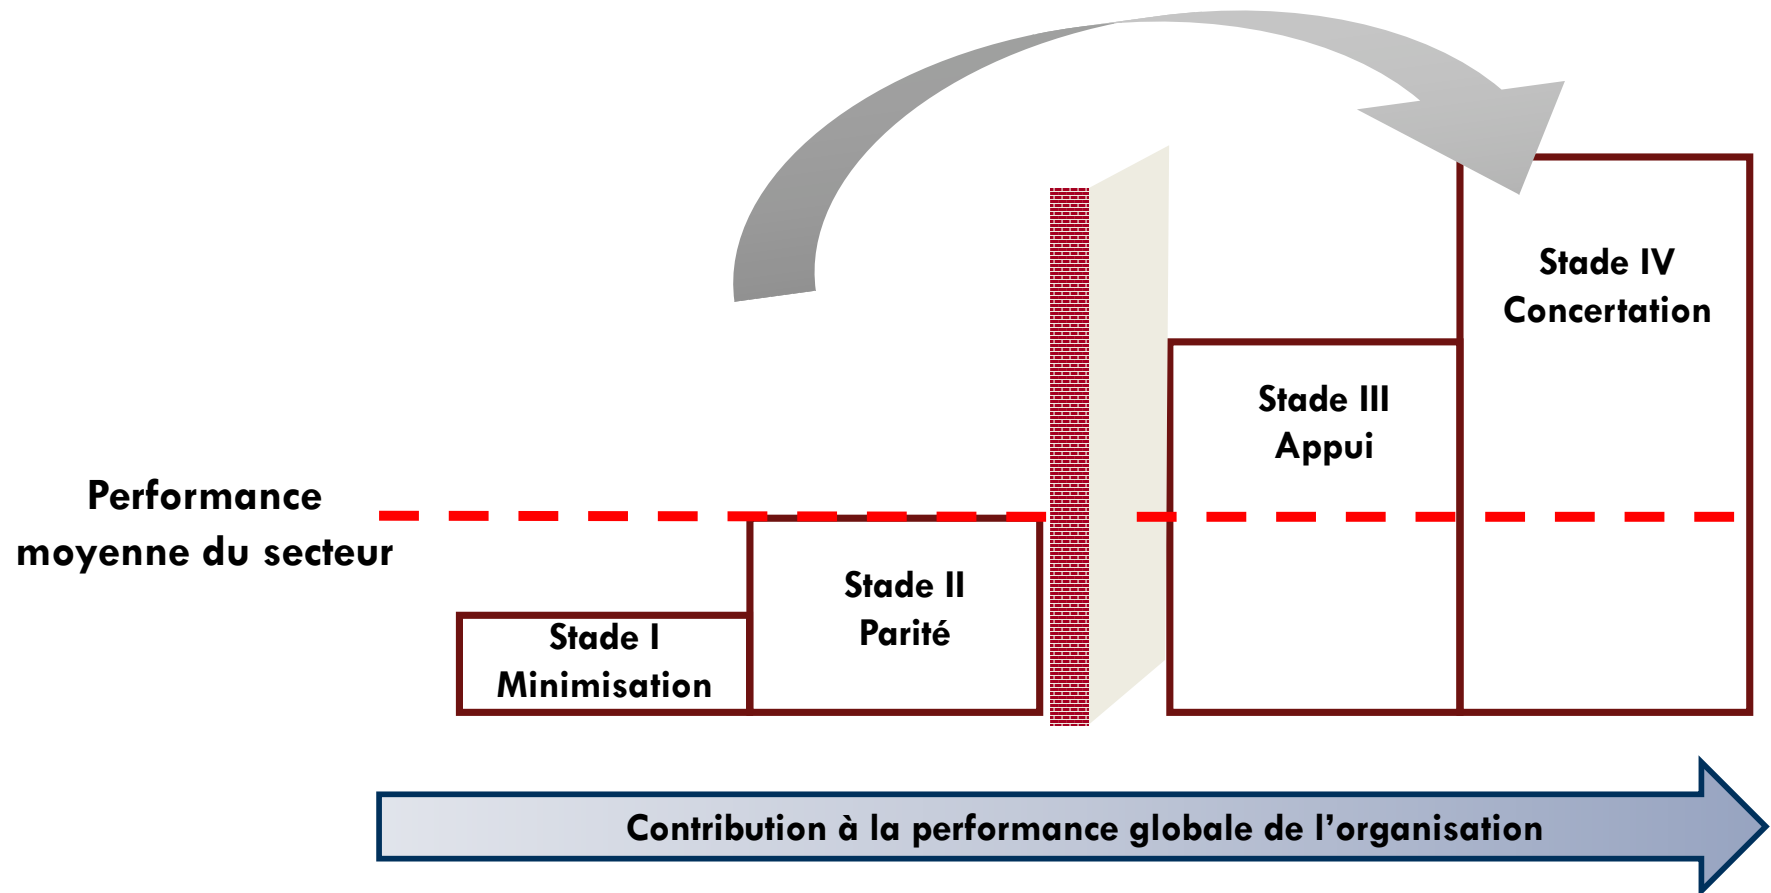 Stade IV
Concertation
Stade III
Appui
Performance
moyenne du secteur
Stade II
Parité
Stade I
Minimisation
Contribution à la performance globale de l’organisation